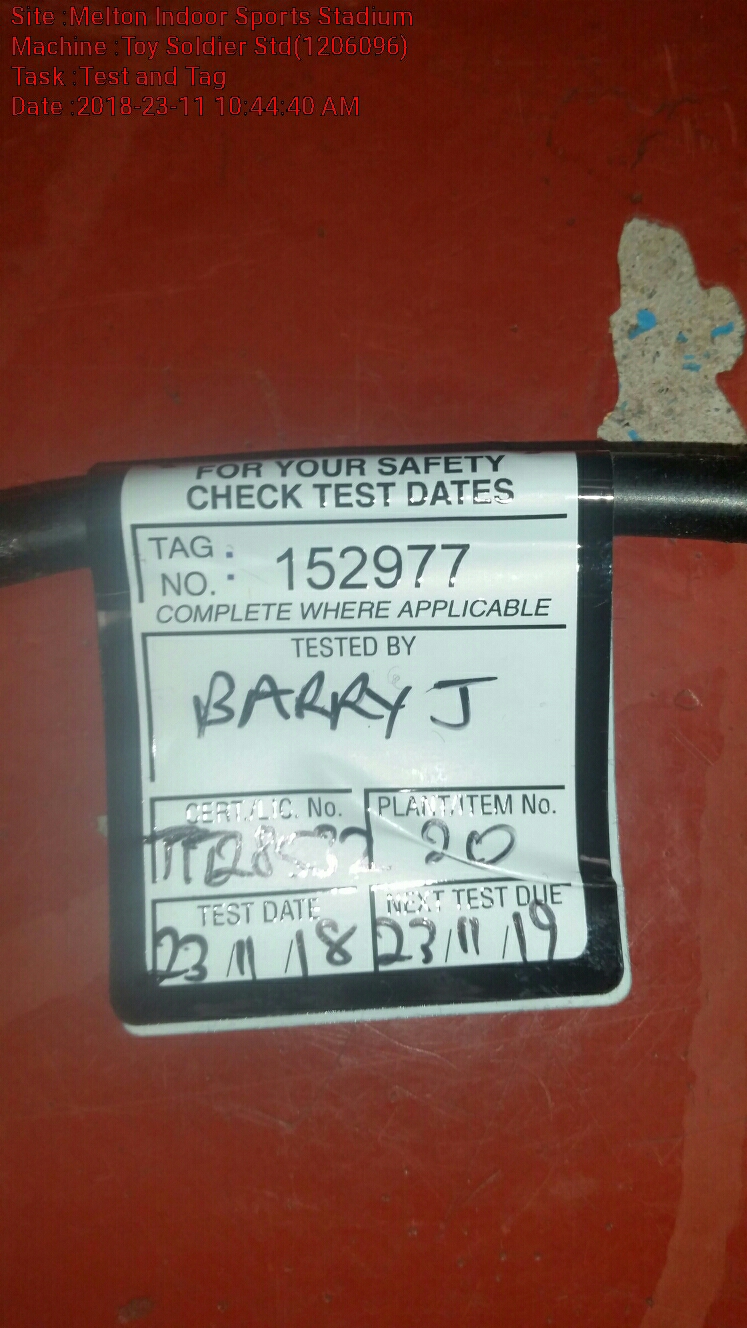 Site :Melton Indoor Sports Stadium
Machine :Toy Soldier Std(1206096)
Task :Test and Tag
Date :2018-23-11 10:44:40 AM
FOR YOUR SAFETY
CHECK TEST DATES
TAG :
NO. : 152977
COMPLETE WHERE APPLICABLE
TESTED BY
BARRY J
CERT./LIC. No. PLANT/ITEM No.
20
TEST DATE NEXT TEST DUE
23/11/18 23/11/19